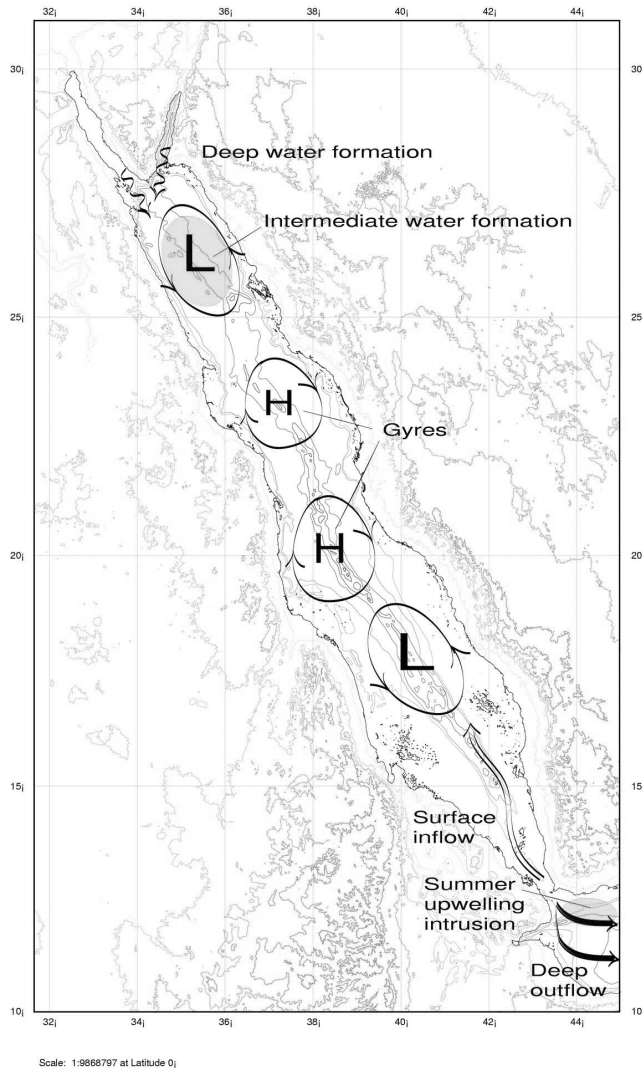 32¡ 34¡ 36¡ 38¡ 40¡ 42¡ 44¡
30¡ 30
Deep water formation
Intermediate water formation
L
25¡ 25
H
Gyres
H
20¡ 20
L
15¡ 15
Surface
inflow
Summer
upwelling
intrusion
Deep
outflow
10¡ 10
32¡ 34¡ 36¡ 38¡ 40¡ 42¡ 44¡
Scale: 1:9868797 at Latitude 0¡